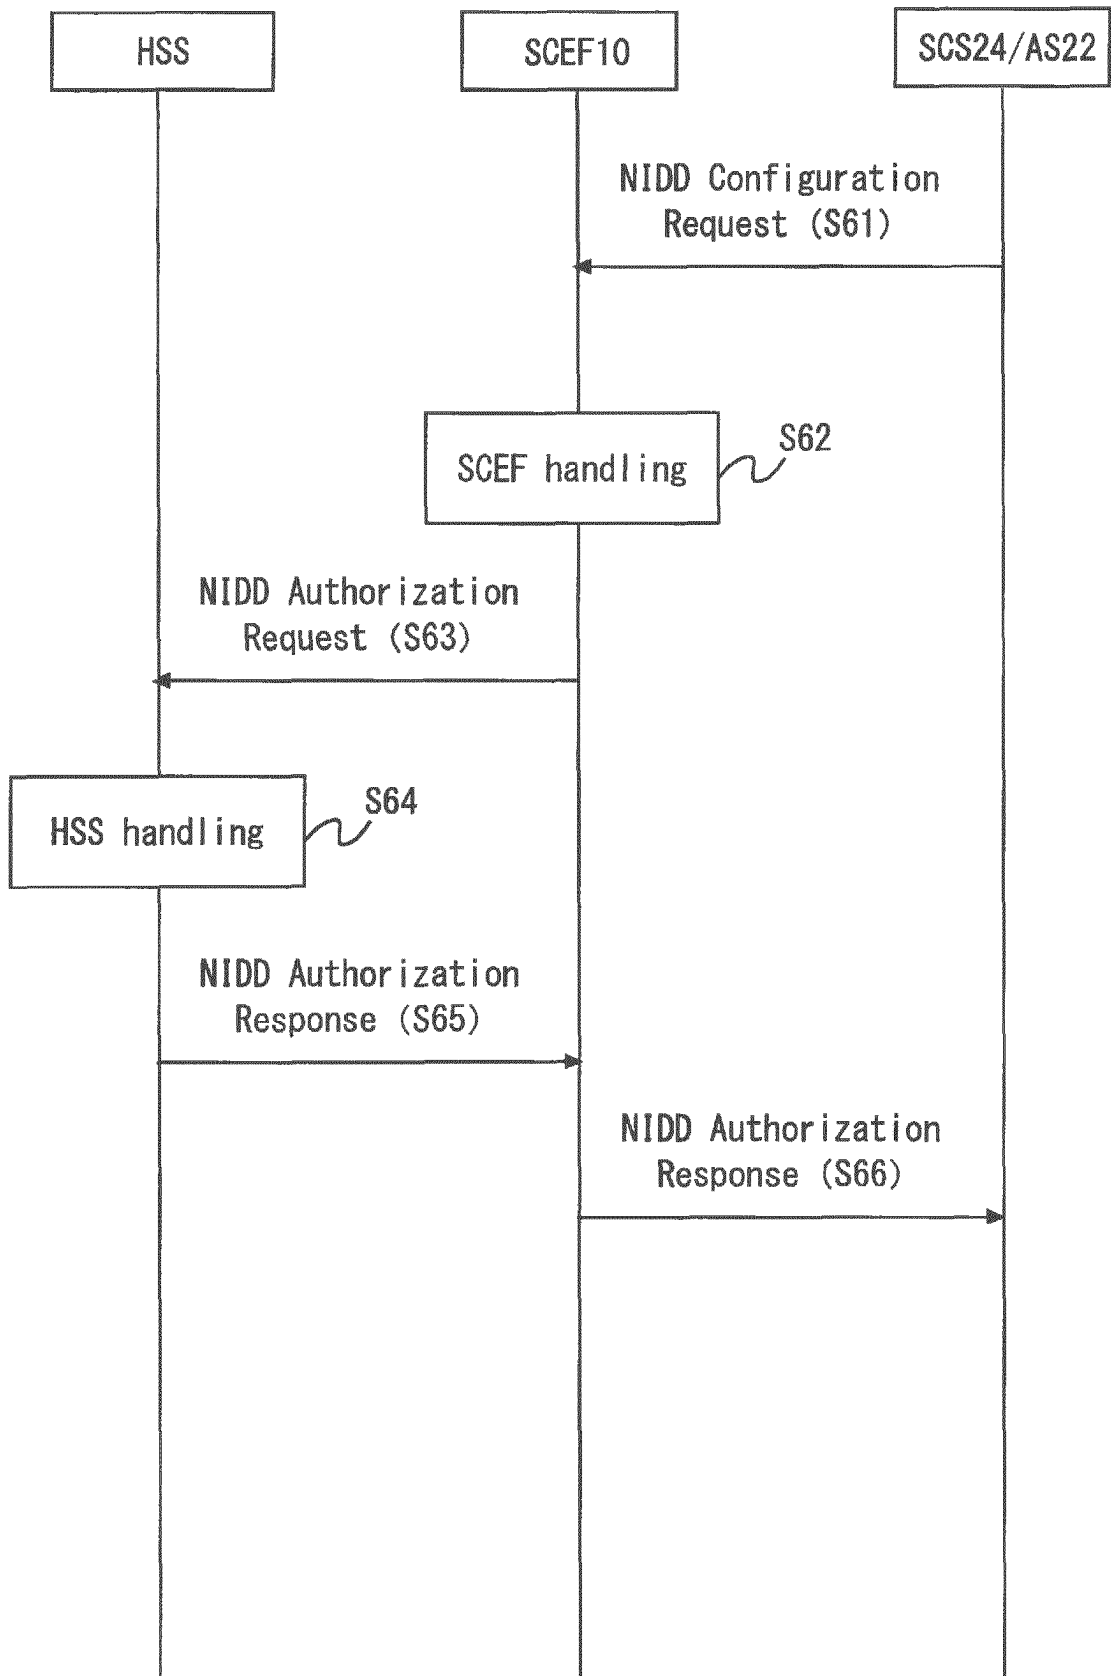 HSS
SCEF10
SCS24/AS22
NIDD Configuration
Request (S61)
SCEF handling
S62
NIDD Authorization
Request (S63)
HSS handling
S64
NIDD Authorization
Response (S65)
NIDD Authorization
Response (S66)